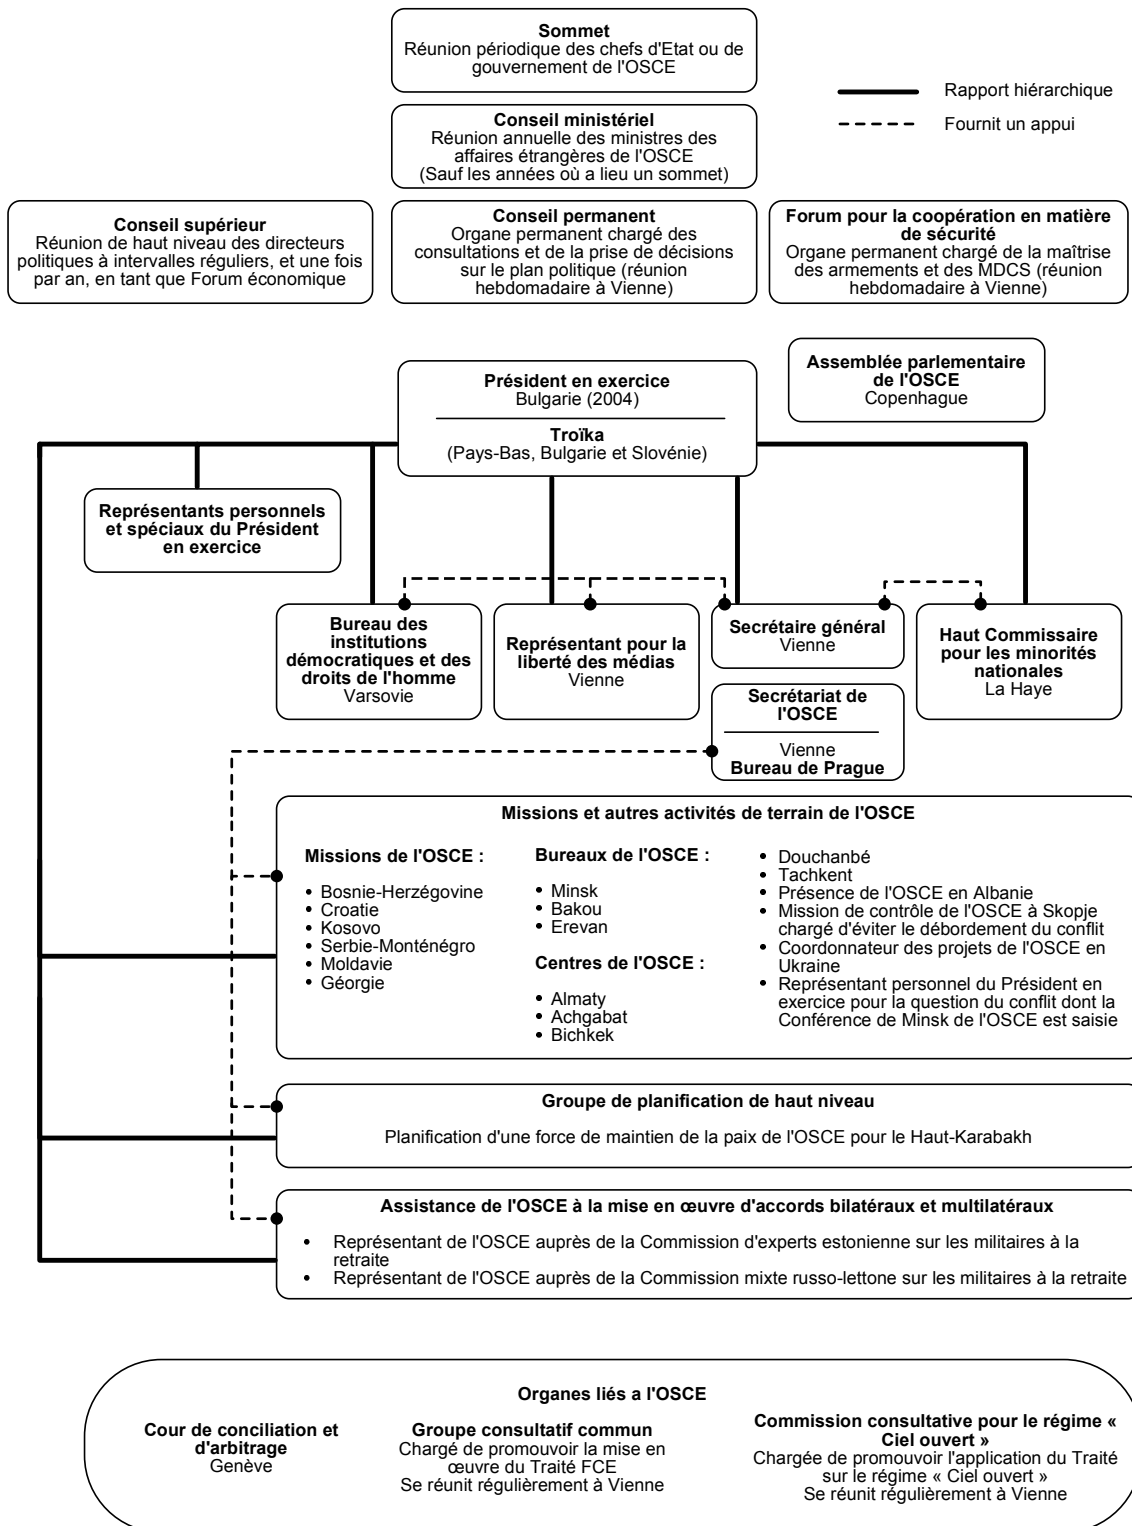 Sommet
Réunion périodique des chefs d'Etat ou de
gouvernement de l'OSCE
Rapport hiérarchique
Fournit un appui
Conseil ministériel
Réunion annuelle des ministres des
affaires étrangères de l'OSCE
(Sauf les années où a lieu un sommet)
Conseil supérieur
Réunion de haut niveau des directeurs
politiques à intervalles réguliers, et une fois
par an, en tant que Forum économique
Conseil permanent
Organe permanent chargé des
consultations et de la prise de décisions
sur le plan politique (réunion
hebdomadaire à Vienne)
Forum pour la coopération en matière
de sécurité
Organe permanent chargé de la maîtrise
des armements et des MDCS (réunion
hebdomadaire à Vienne)
Assemblée parlementaire
de l'OSCE
Copenhague
Président en exercice
Bulgarie (2004)
Troïka
(Pays-Bas, Bulgarie et Slovénie)
Représentants personnels
et spéciaux du Président
en exercice
Bureau des
institutions
démocratiques et des
droits de l'homme
Varsovie
Représentant pour la
liberté des médias
Vienne
Secrétaire général
Vienne
Haut Commissaire
pour les minorités
nationales
La Haye
Secrétariat de
l'OSCE
Vienne
Bureau de Prague
Missions et autres activités de terrain de l'OSCE
Missions de l'OSCE :
• Bosnie-Herzégovine
• Croatie
• Kosovo
• Serbie-Monténégro
• Moldavie
• Géorgie
Bureaux de l'OSCE :
• Minsk
• Bakou
• Erevan
Centres de l'OSCE :
• Almaty
• Achgabat
• Bichkek
• Douchanbé
• Tachkent
• Présence de l'OSCE en Albanie
• Mission de contrôle de l'OSCE à Skopje
chargé d'éviter le débordement du conflit
• Coordonnateur des projets de l'OSCE en
Ukraine
• Représentant personnel du Président en
exercice pour la question du conflit dont la
Conférence de Minsk de l'OSCE est saisie
Groupe de planification de haut niveau
Planification d'une force de maintien de la paix de l'OSCE pour le Haut-Karabakh
Assistance de l'OSCE à la mise en œuvre d'accords bilatéraux et multilatéraux
• Représentant de l'OSCE auprès de la Commission d'experts estonienne sur les militaires à la
retraite
• Représentant de l'OSCE auprès de la Commission mixte russo-lettone sur les militaires à la retraite
Organes liés a l'OSCE
Cour de conciliation et
d'arbitrage
Genève
Groupe consultatif commun
Chargé de promouvoir la mise en
œuvre du Traité FCE
Se réunit régulièrement à Vienne
Commission consultative pour le régime «
Ciel ouvert »
Chargée de promouvoir l'application du Traité
sur le régime « Ciel ouvert »
Se réunit régulièrement à Vienne